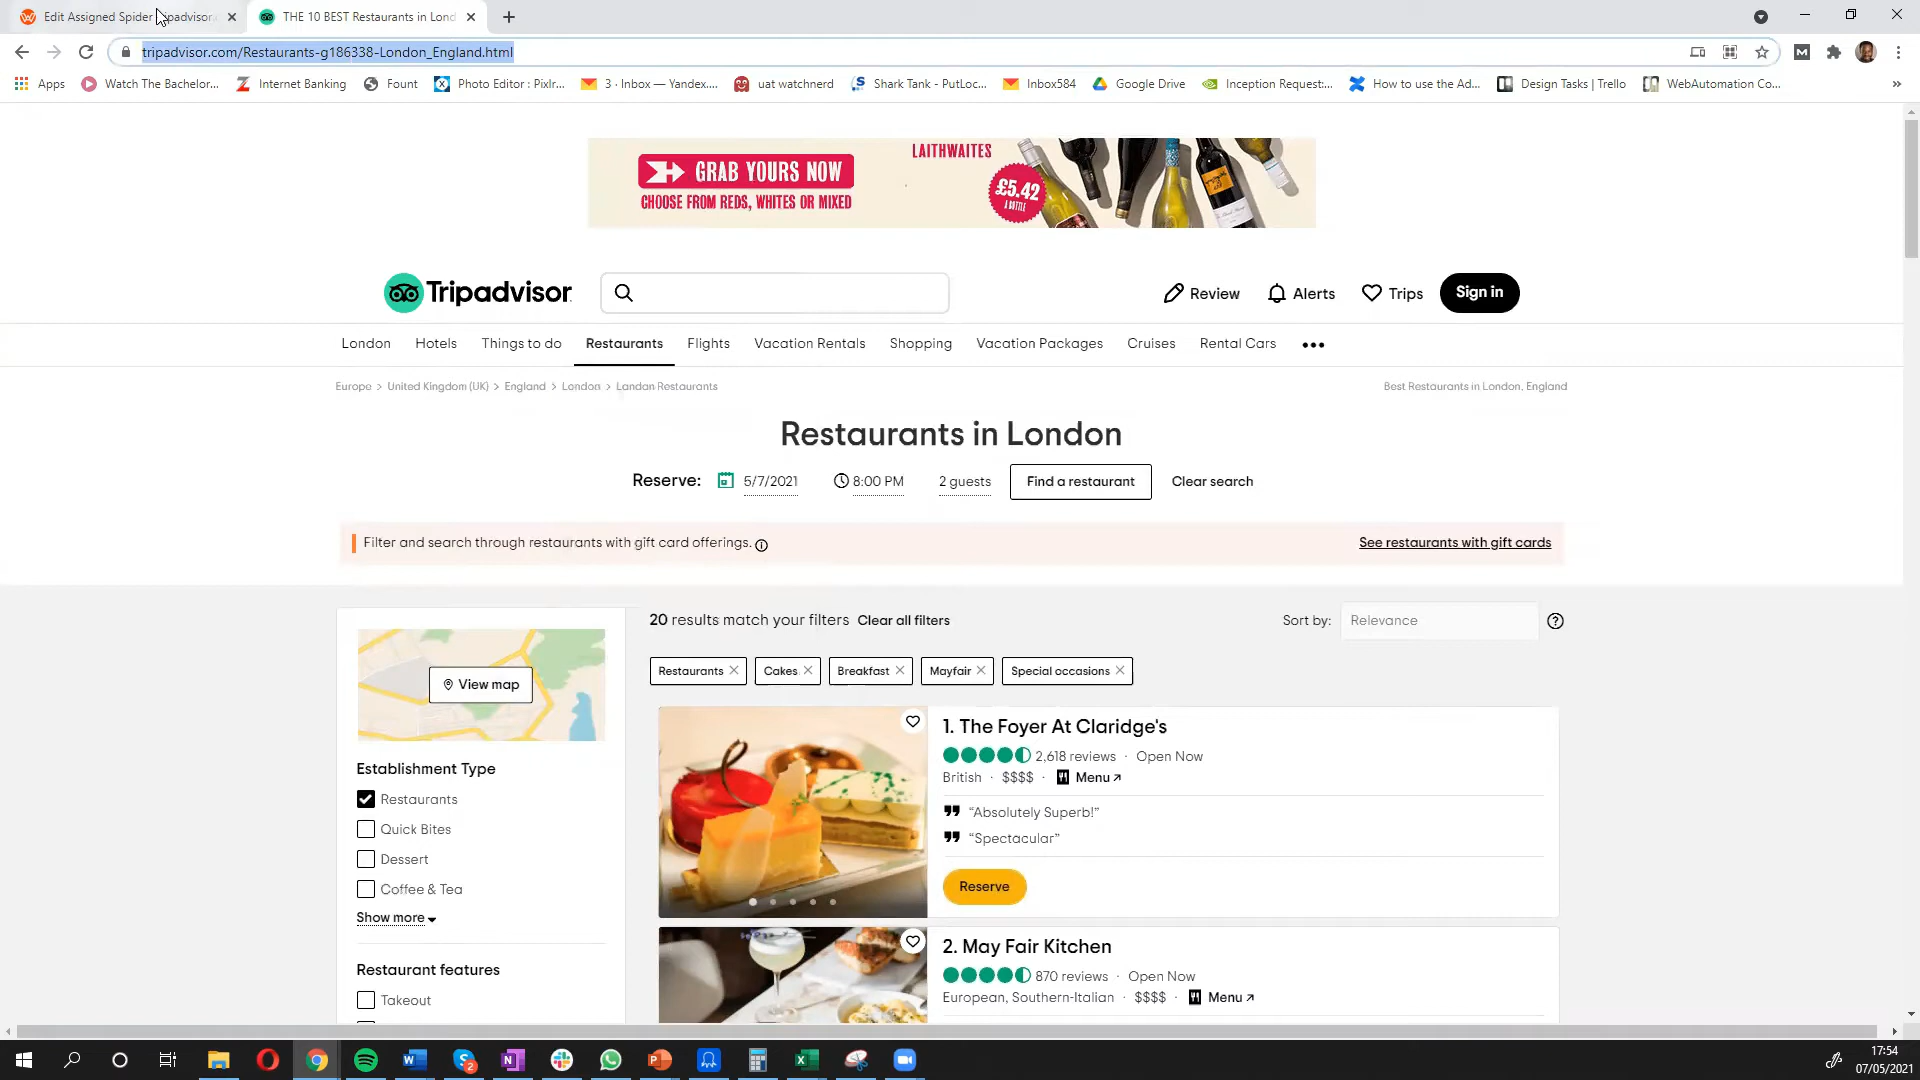 Edit Assigned Spider Tripadvisor
THE 10 BEST Restaurants in Lond
tripadvisor.com/Restaurants-g186338-London_England.html
Apps
Watch The Bachelor...
Internet Banking
Fount
Photo Editor : Pixlr...
3 · Inbox — Yandex....
uat watchnerd
Shark Tank - PutLoc...
Inbox584
Google Drive
Inception Request:...
How to use the Ad...
Design Tasks | Trello
WebAutomation Co...
»
GRAB YOURS NOW
CHOOSE FROM REDS, WHITES OR MIXED
LAITHWAITES
£5.42
A BOTTLE
Tripadvisor
Review
Alerts
Trips
Sign in
London
Hotels
Things to do
Restaurants
Flights
Vacation Rentals
Shopping
Vacation Packages
Cruises
Rental Cars
Europe > United Kingdom (UK) > England > London > London Restaurants
Best Restaurants in London, England
Restaurants in London
Reserve:
5/7/2021
8:00 PM
2 guests
Find a restaurant
Clear search
Filter and search through restaurants with gift card offerings.
See restaurants with gift cards
View map
Establishment Type
Restaurants
Quick Bites
Dessert
Coffee & Tea
Show more
Restaurant features
Takeout
20 results match your filters Clear all filters
Sort by: Relevance
Restaurants
Cakes
Breakfast
Mayfair
Special occasions
1. The Foyer At Claridge's
2,618 reviews · Open Now
British · $$$$ · Menu
“Absolutely Superb!”
“Spectacular”
Reserve
2. May Fair Kitchen
870 reviews · Open Now
European, Southern-Italian · $$$$ · Menu
17:54
07/05/2021